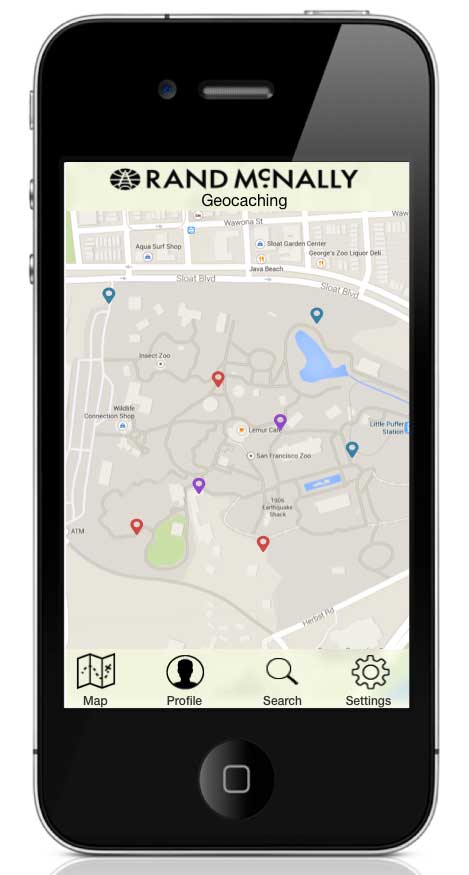 RAND McNALLY
Geocaching
Wawona St
Waw
Aqua Surf Shop
Sloat Garden Center
George's Zoo Liquor Deli
Java Beach
Sloat Blvd
Sloat Blvd
Insect Zoo
Wildlife
Connection Shop
Lemur Cafe
Little Puffer
Station
San Francisco Zoo
1906
Earthquake
Shack
ATM
Herbst Rd
Map
Profile
Search
Settings